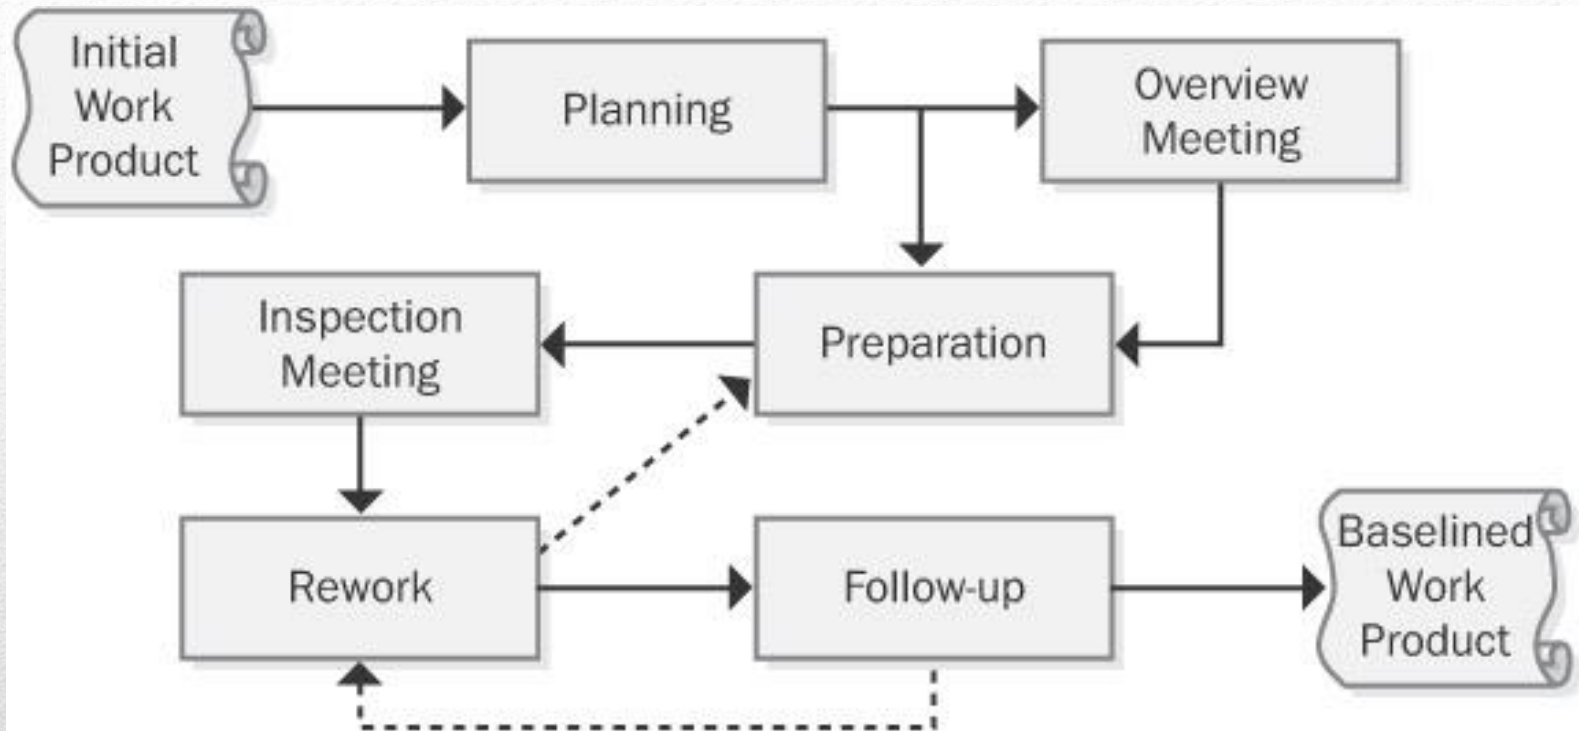 Initial
Work
Product
Planning
Overview
Meeting
Inspection
Meeting
Preparation
Rework
Follow-up
Baselined
Work
Product